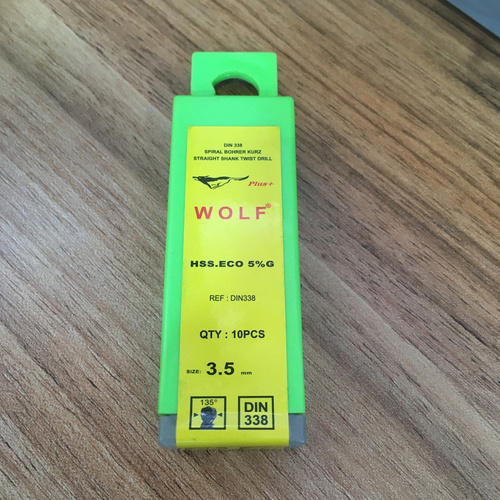 DIN 338
SPIRAL BOHRER KURZ
STRAIGHT SHANK TWIST DRILL
Plus+
WOLF®
HSS.ECO 5%G
REF : DIN338
QTY : 10PCS
SIZE: 3.5 mm
135°
DIN
338